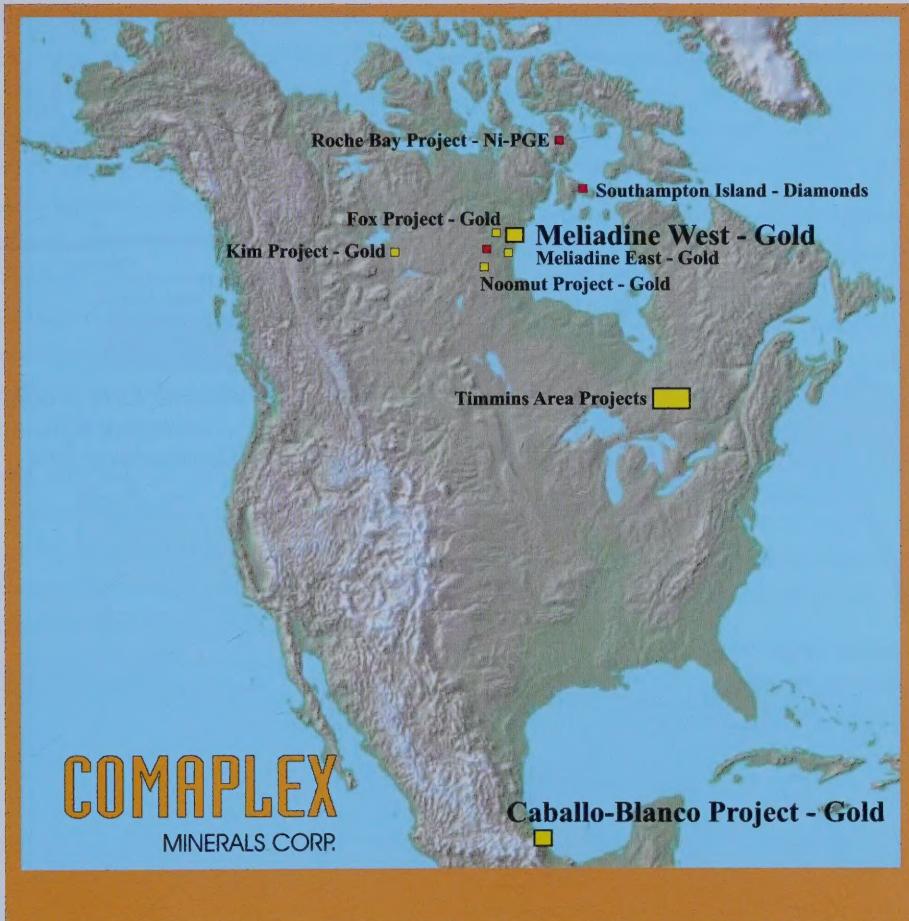 Roche Bay Project - Ni-PGE
Southampton Island - Diamonds
Fox Project - Gold
Meliadine West - Gold
Kim Project - Gold
Meliadine East - Gold
Noomut Project - Gold
Timmins Area Projects
COMAPLEX
MINERALS CORP.
Caballo-Blanco Project - Gold